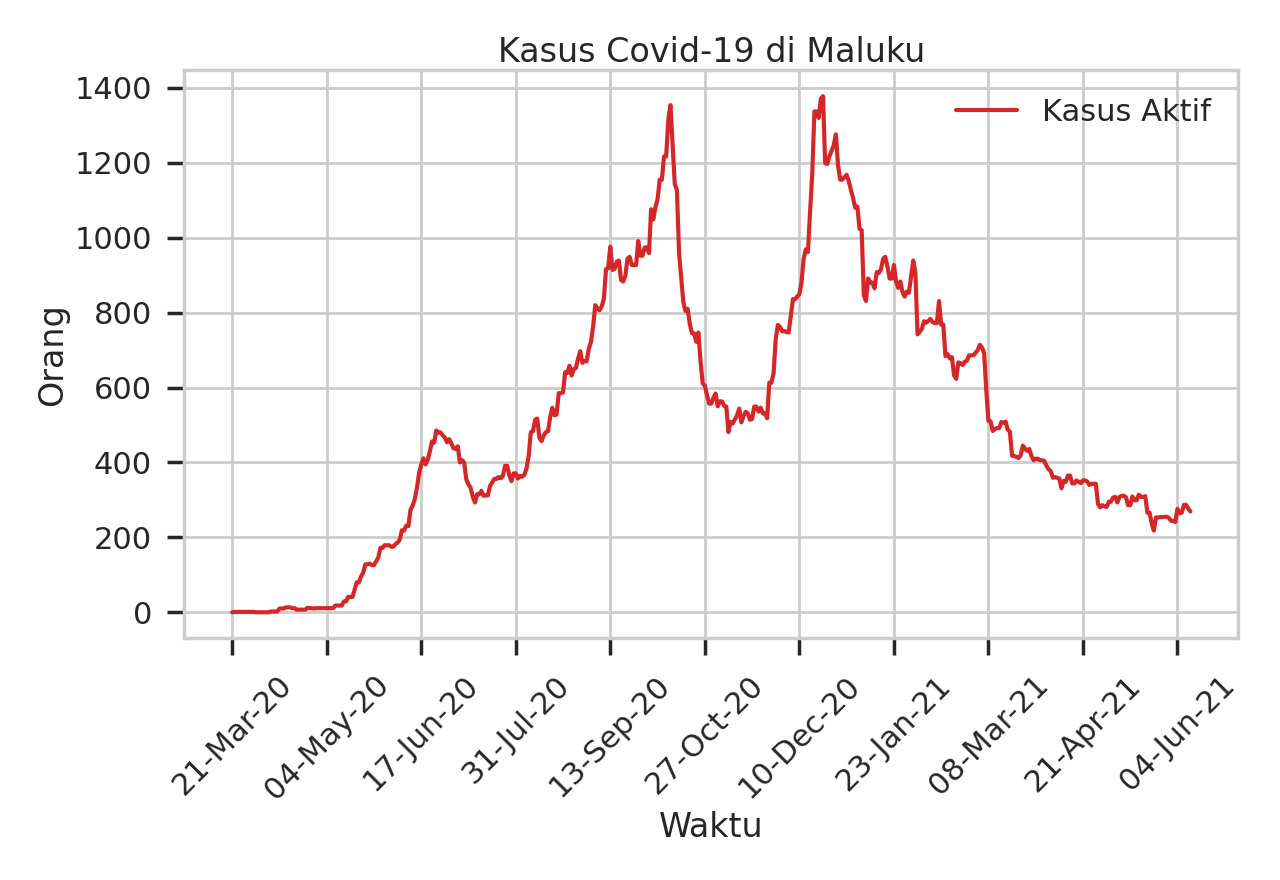 Kasus Covid-19 di Maluku
Kasus Aktif
Orang
1400
1200
1000
800
600
400
200
0
21-Mar-20
04-May-20
17-Jun-20
31-Jul-20
13-Sep-20
27-Oct-20
10-Dec-20
23-Jan-21
08-Mar-21
21-Apr-21
04-Jun-21
Waktu